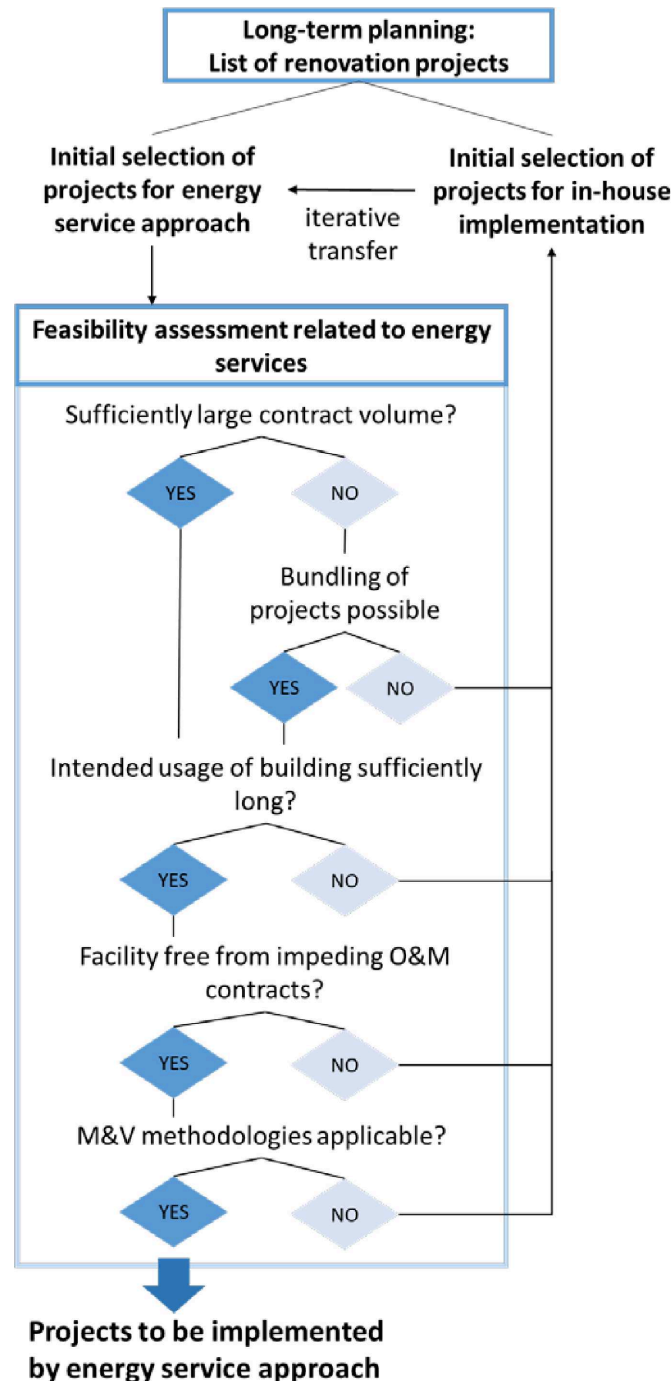 Long-term planning:
List of renovation projects
Initial selection of
projects for energy
service approach
iterative
transfer
Initial selection of
projects for in-house
implementation
Feasibility assessment related to energy
services
Sufficiently large contract volume?
YES
NO
Bundling of
projects possible
YES
NO
Intended usage of building sufficiently
long?
YES
NO
Facility free from impeding O&M
contracts?
YES
NO
M&V methodologies applicable?
YES
NO
Projects to be implemented
by energy service approach